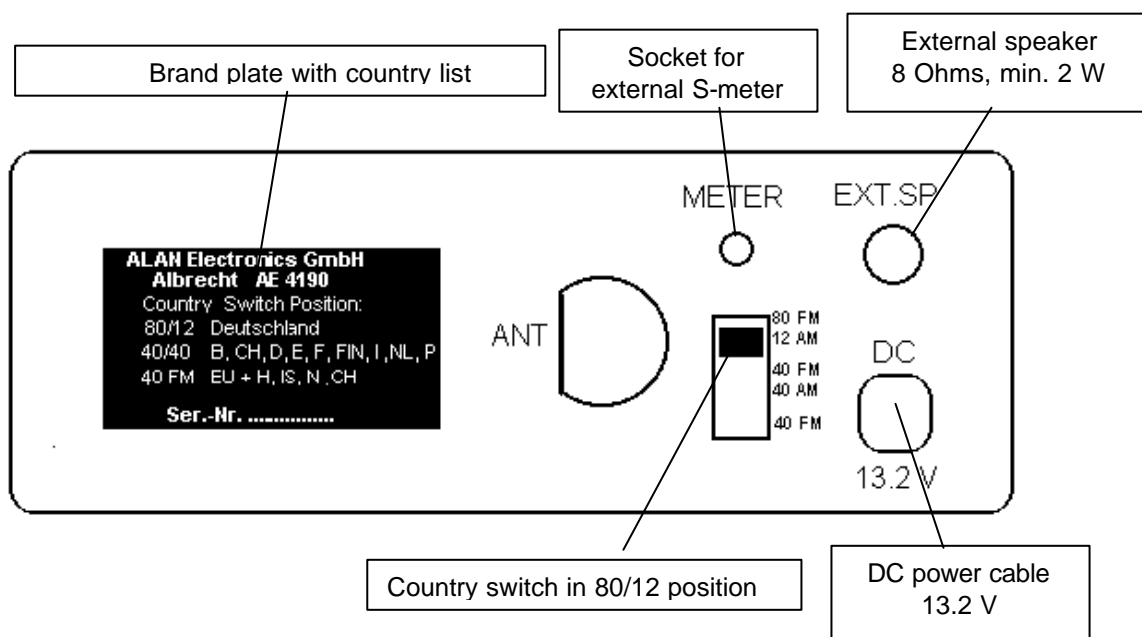 Brand plate with country list
Socket for
external S-meter
External speaker
8 Ohms, min. 2 W
METER
EXT.SP
ALAN Electronics GmbH
Albrecht AE 4190
Country Switch Position:
80/12 Deutschland
40/40 B, CH, D, E, F, FIN, I, NL, P
40 FM EU + H, IS, N ,CH
Ser.-Nr. ................
ANT
80 FM
12 AM
40 FM
40 AM
40 FM
DC
13.2 V
Country switch in 80/12 position
DC power cable
13.2 V